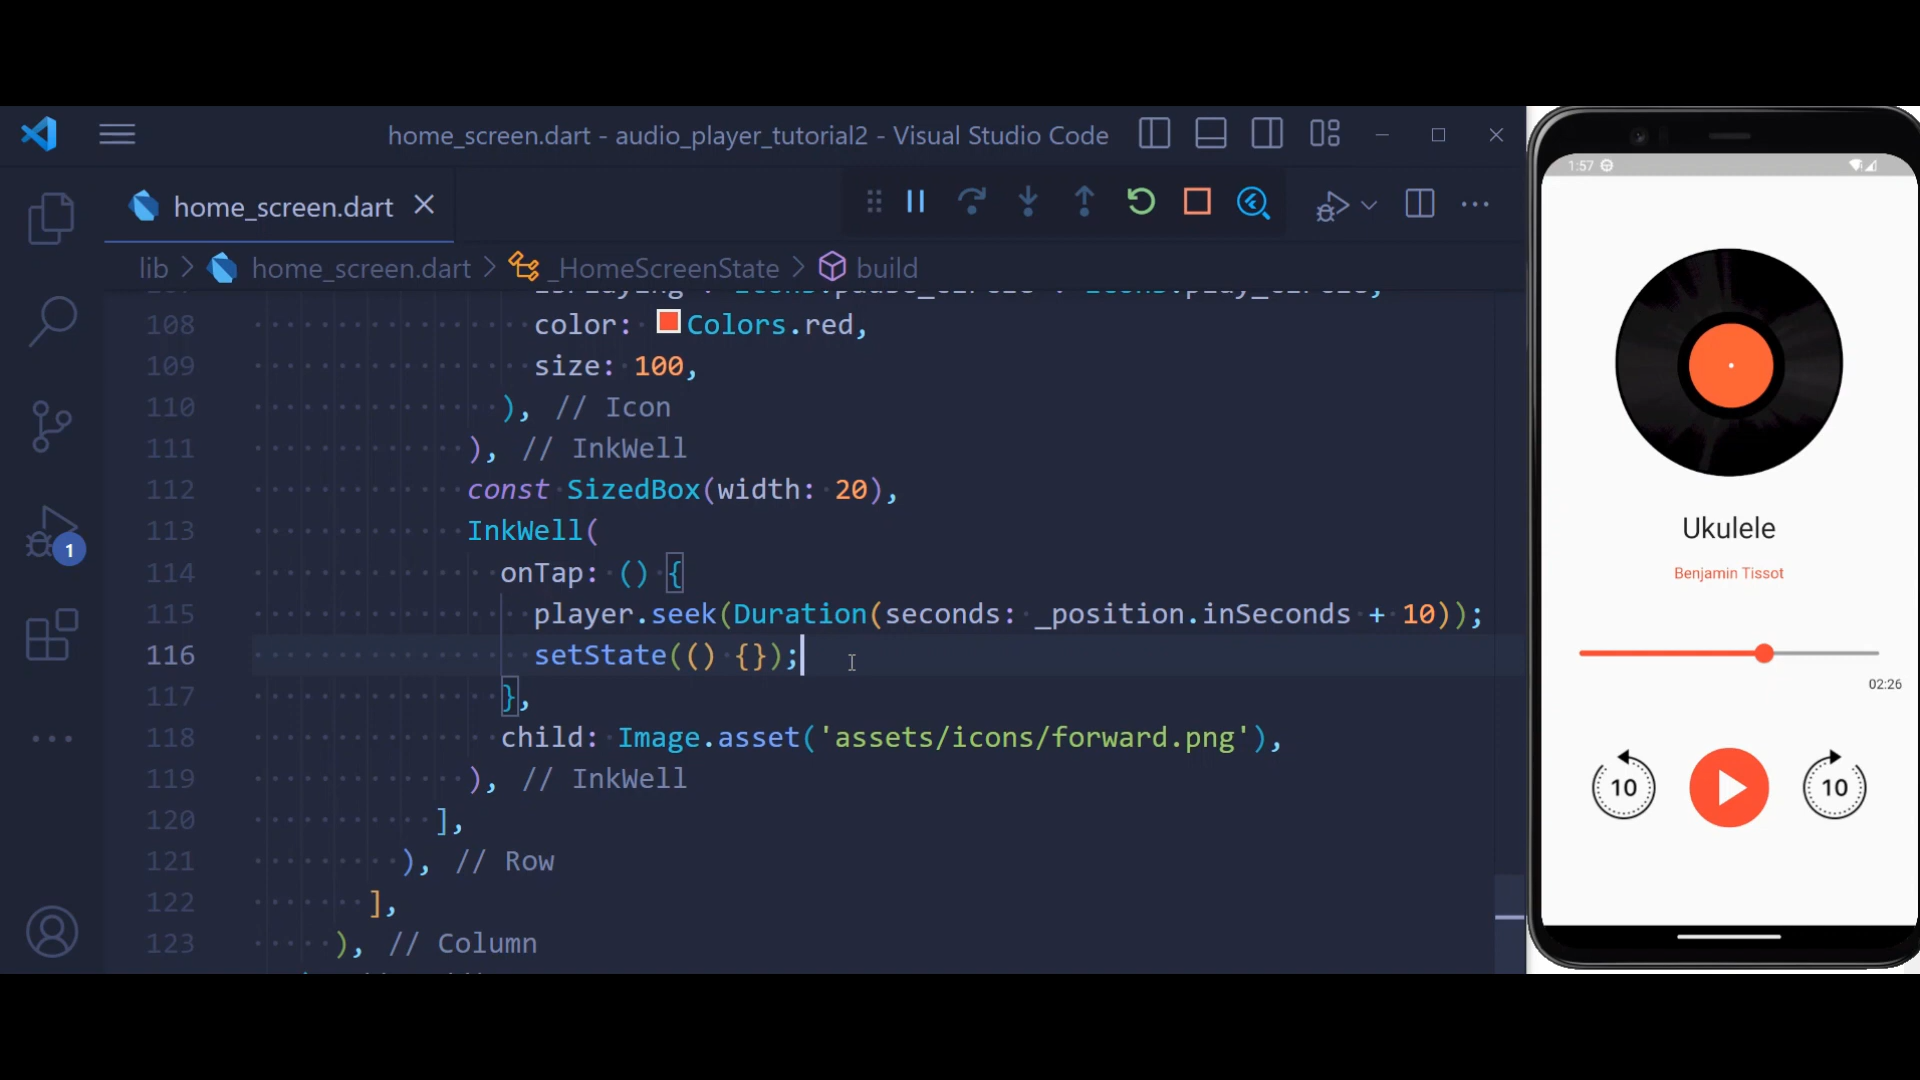 home_screen.dart - audio_player_tutorial2 - Visual Studio Code
home_screen.dart
lib > home_screen.dart > _HomeScreenState > build
108 color: Colors.red,
109 size: 100,
110 ), // Icon
111 ), // InkWell
112 const SizedBox(width: 20),
113 InkWell(
114 onTap: () {
115 player.seek(Duration(seconds: _position.inSeconds + 10));
116 setState(() {});
117 },
118 child: Image.asset('assets/icons/forward.png'),
119 ), // InkWell
120 ],
121 ), // Row
122 ],
123 ), // Column
1
1:57
Ukulele
Benjamin Tissot
02:26
10
10